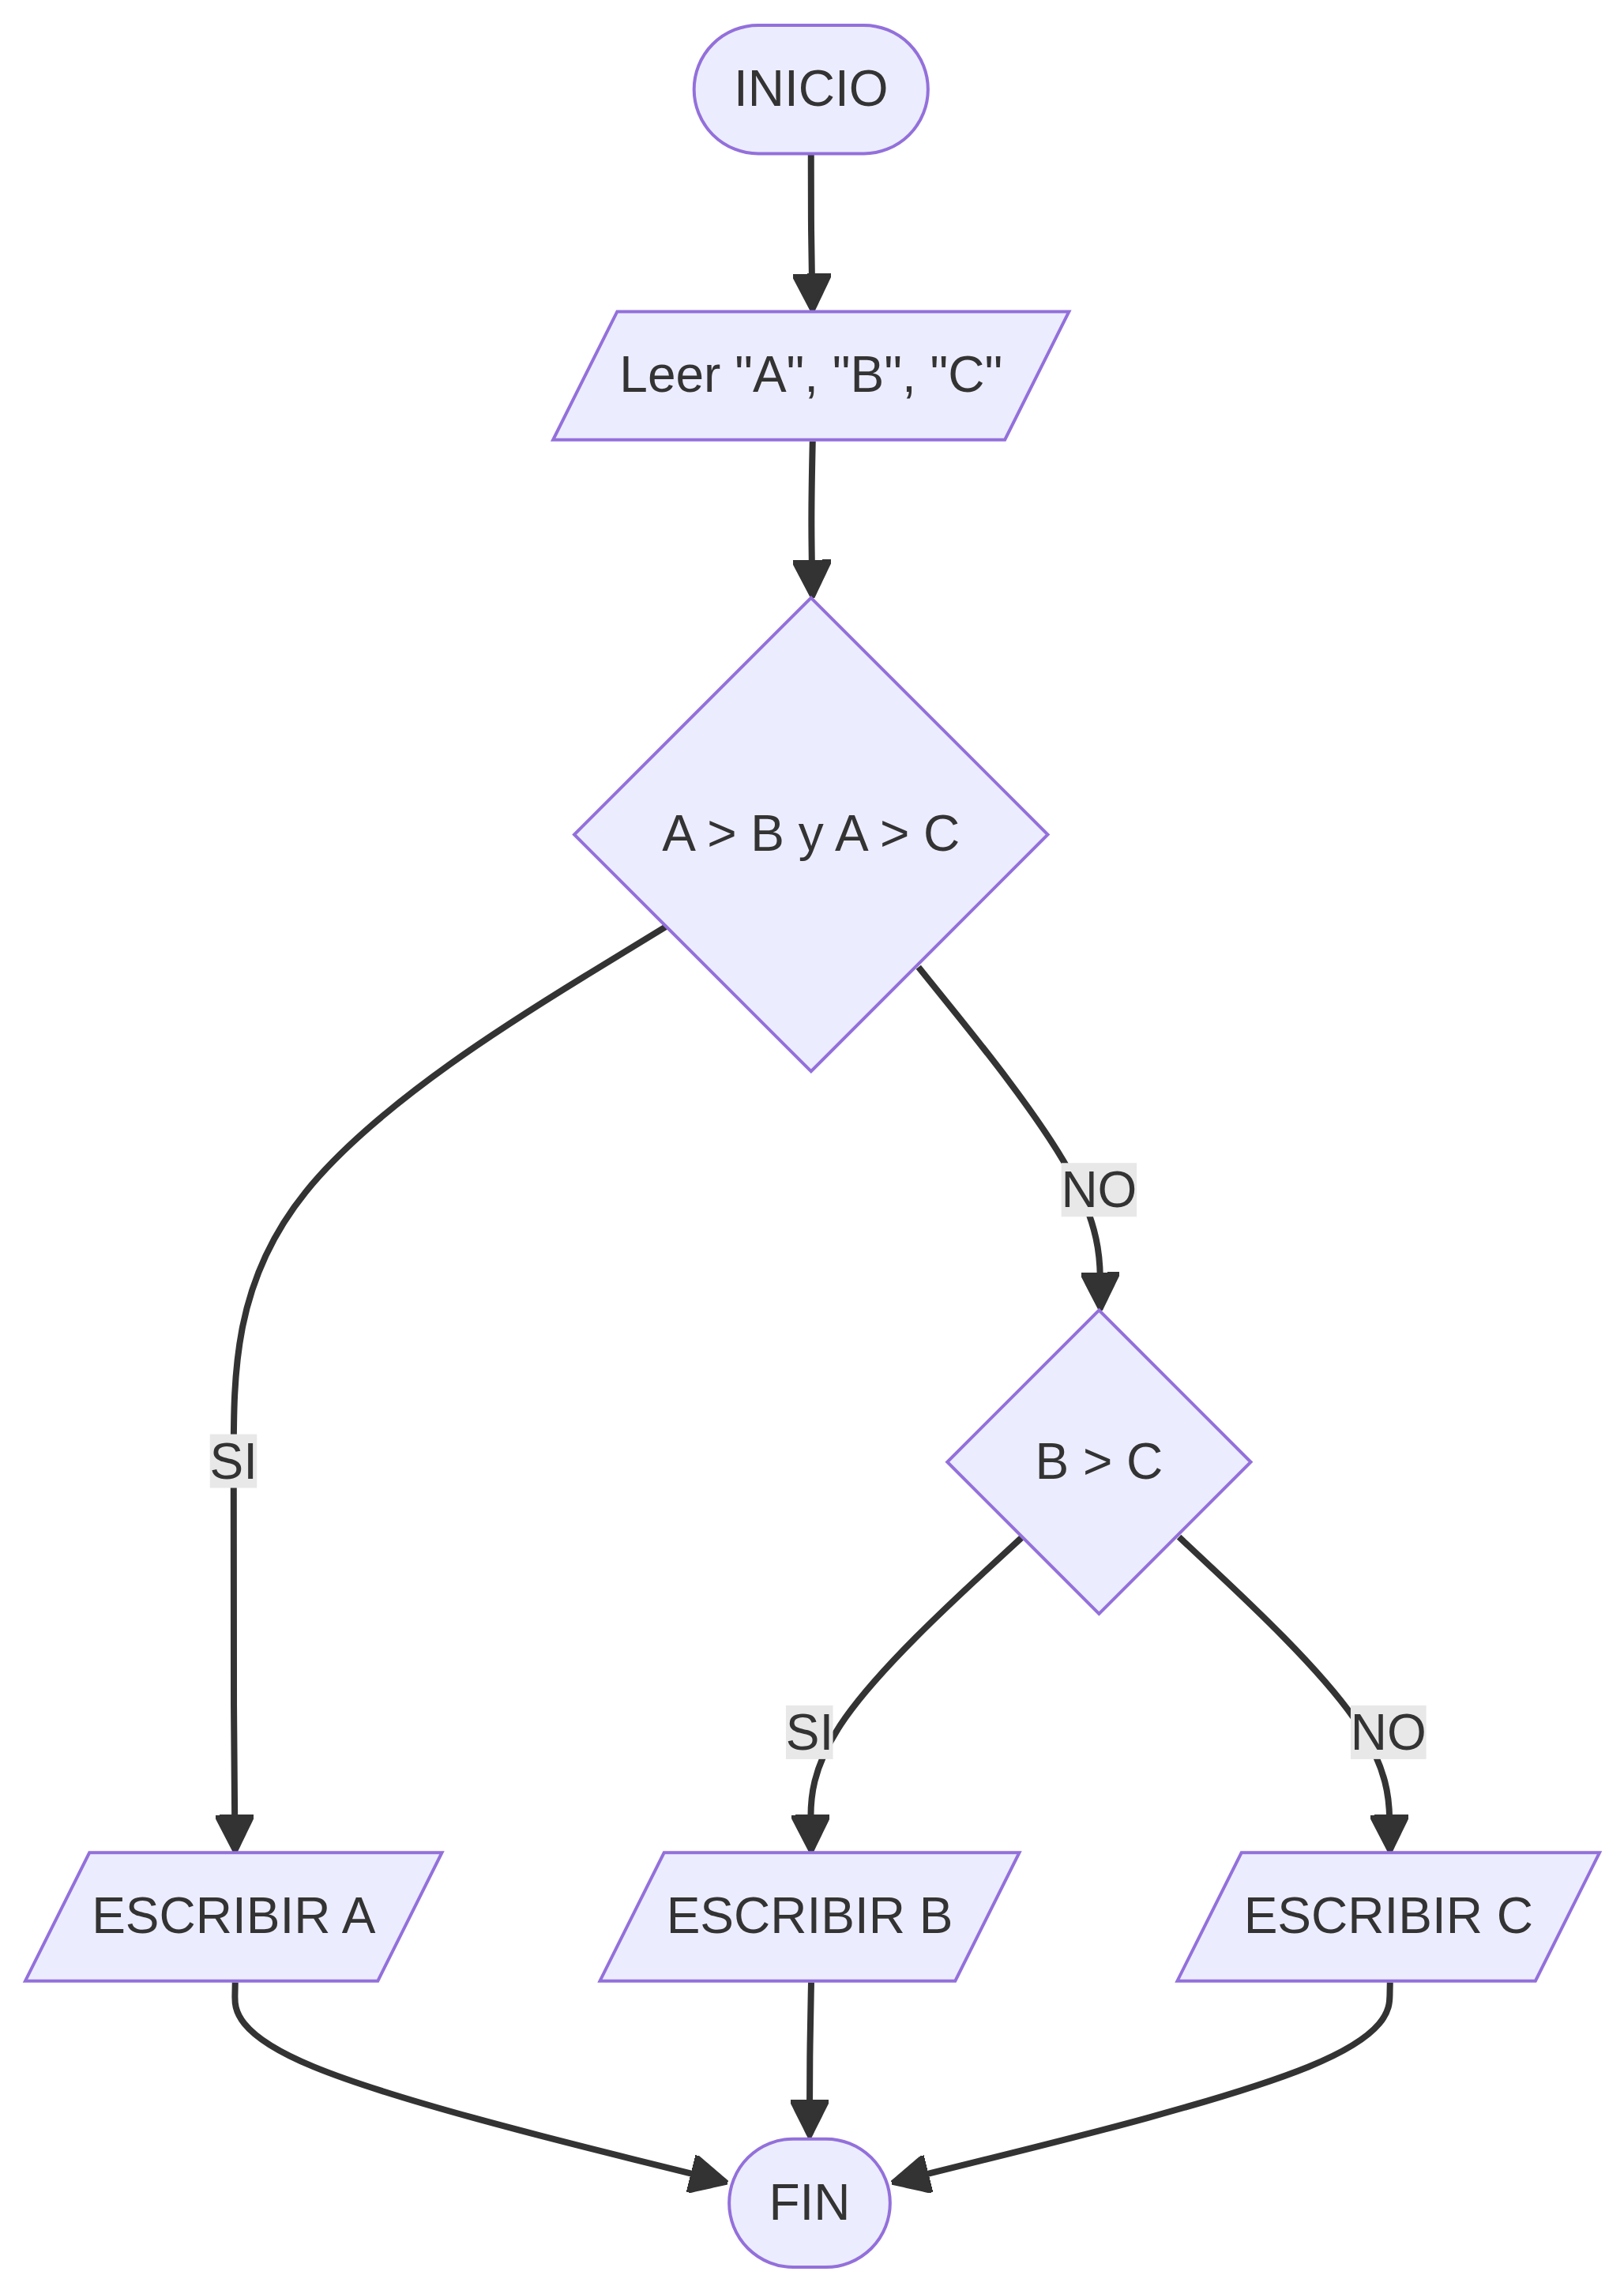 INICIO
Leer "A", "B", "C"
A > B y A > C
NO
SI
B > C
SI
NO
ESCRIBIR A
ESCRIBIR B
ESCRIBIR C
FIN